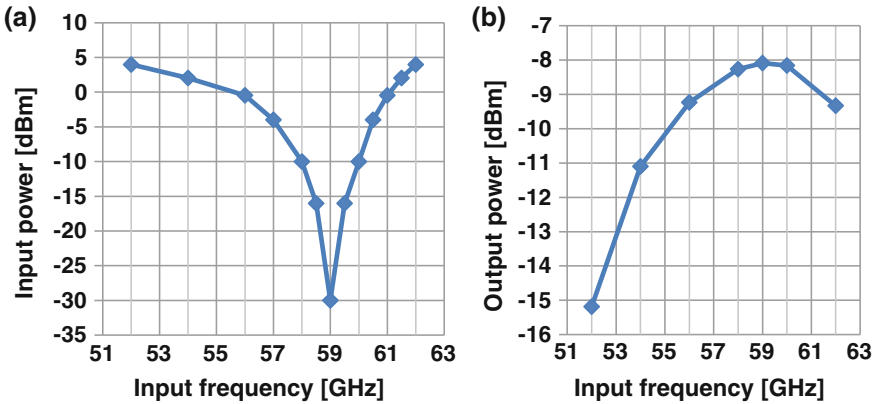 (a)
10
5
0
-5
-10
-15
-20
-25
-30
-35
Input power [dBm]
51 53 55 57 59 61 63
Input frequency [GHz]
(b)
-7
-8
-9
-10
-11
-12
-13
-14
-15
-16
Output power [dBm]
51 53 55 57 59 61 63
Input frequency [GHz]